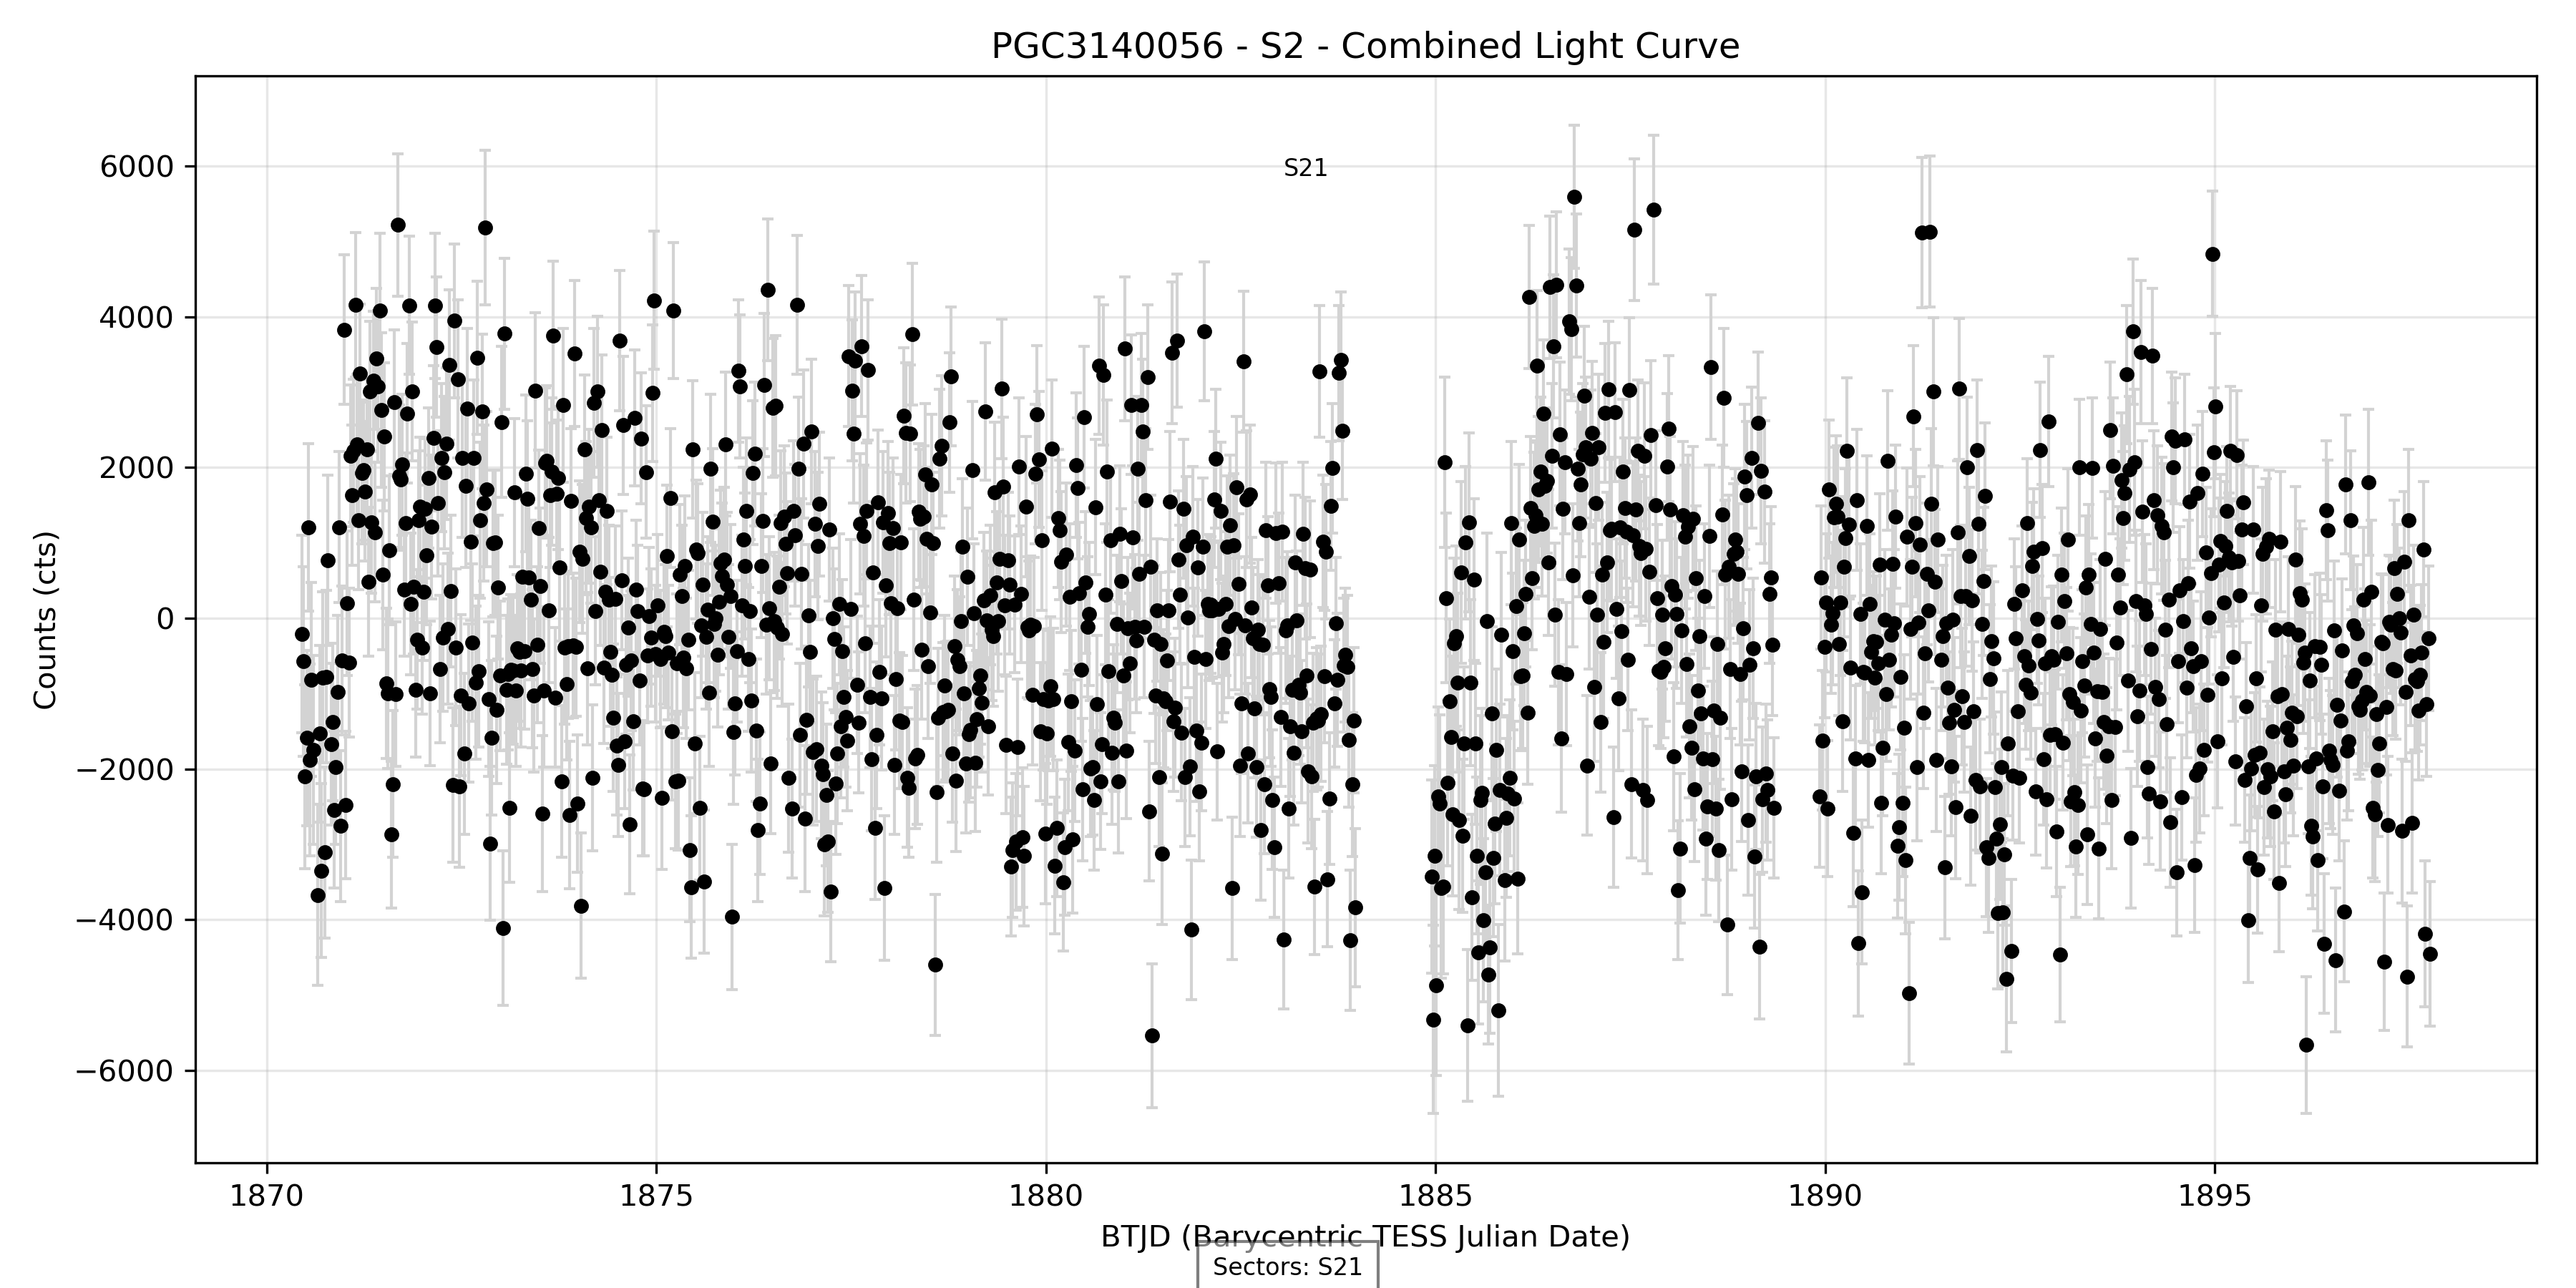 PGC3140056 - S2 - Combined Light Curve
S21
6000
4000
2000
0
−2000
−4000
−6000
Counts (cts)
1870 1875 1880 1885 1890 1895
BTJD (Barycentric TESS Julian Date)
Sectors: S21